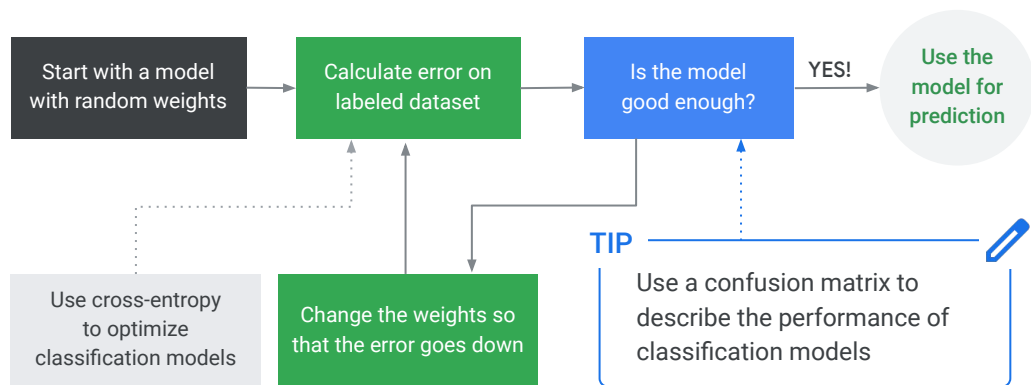 Start with a model
with random weights
Calculate error on
labeled dataset
Is the model
good enough?
YES!
Use the
model for
prediction
Use cross-entropy
to optimize
classification models
Change the weights so
that the error goes down
TIP
Use a confusion matrix to
describe the performance of
classification models